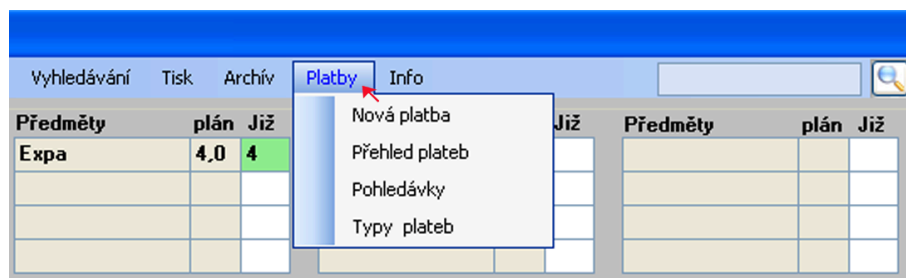 Vyhledávání Tisk Archív Platby Info
Předměty plán Již Již Předměty plán Již
Expa 4,0 4
Nová platba
Přehled plateb
Pohledávky
Typy plateb